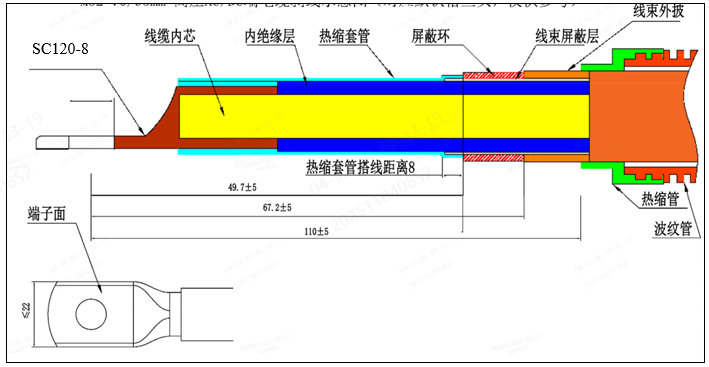 线束外披
SC120-8
线缆内芯
内绝缘层
热缩套管
屏蔽环
线束屏蔽层
热缩套管搭线距离8
49.7±5
67.2±5
110±5
热缩管
波纹管
端子面
≤22